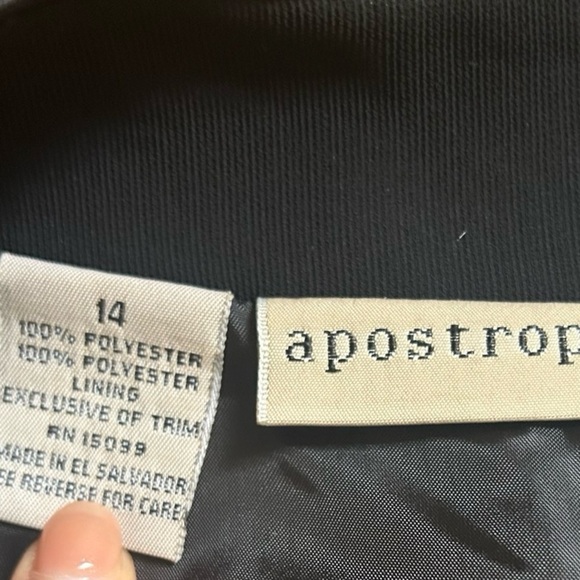 14
100% POLYESTER
100% POLYESTER
LINING
EXCLUSIVE OF TRIM
RN 15099
MADE IN EL SALVADOR
SEE REVERSE FOR CARE
apostrop